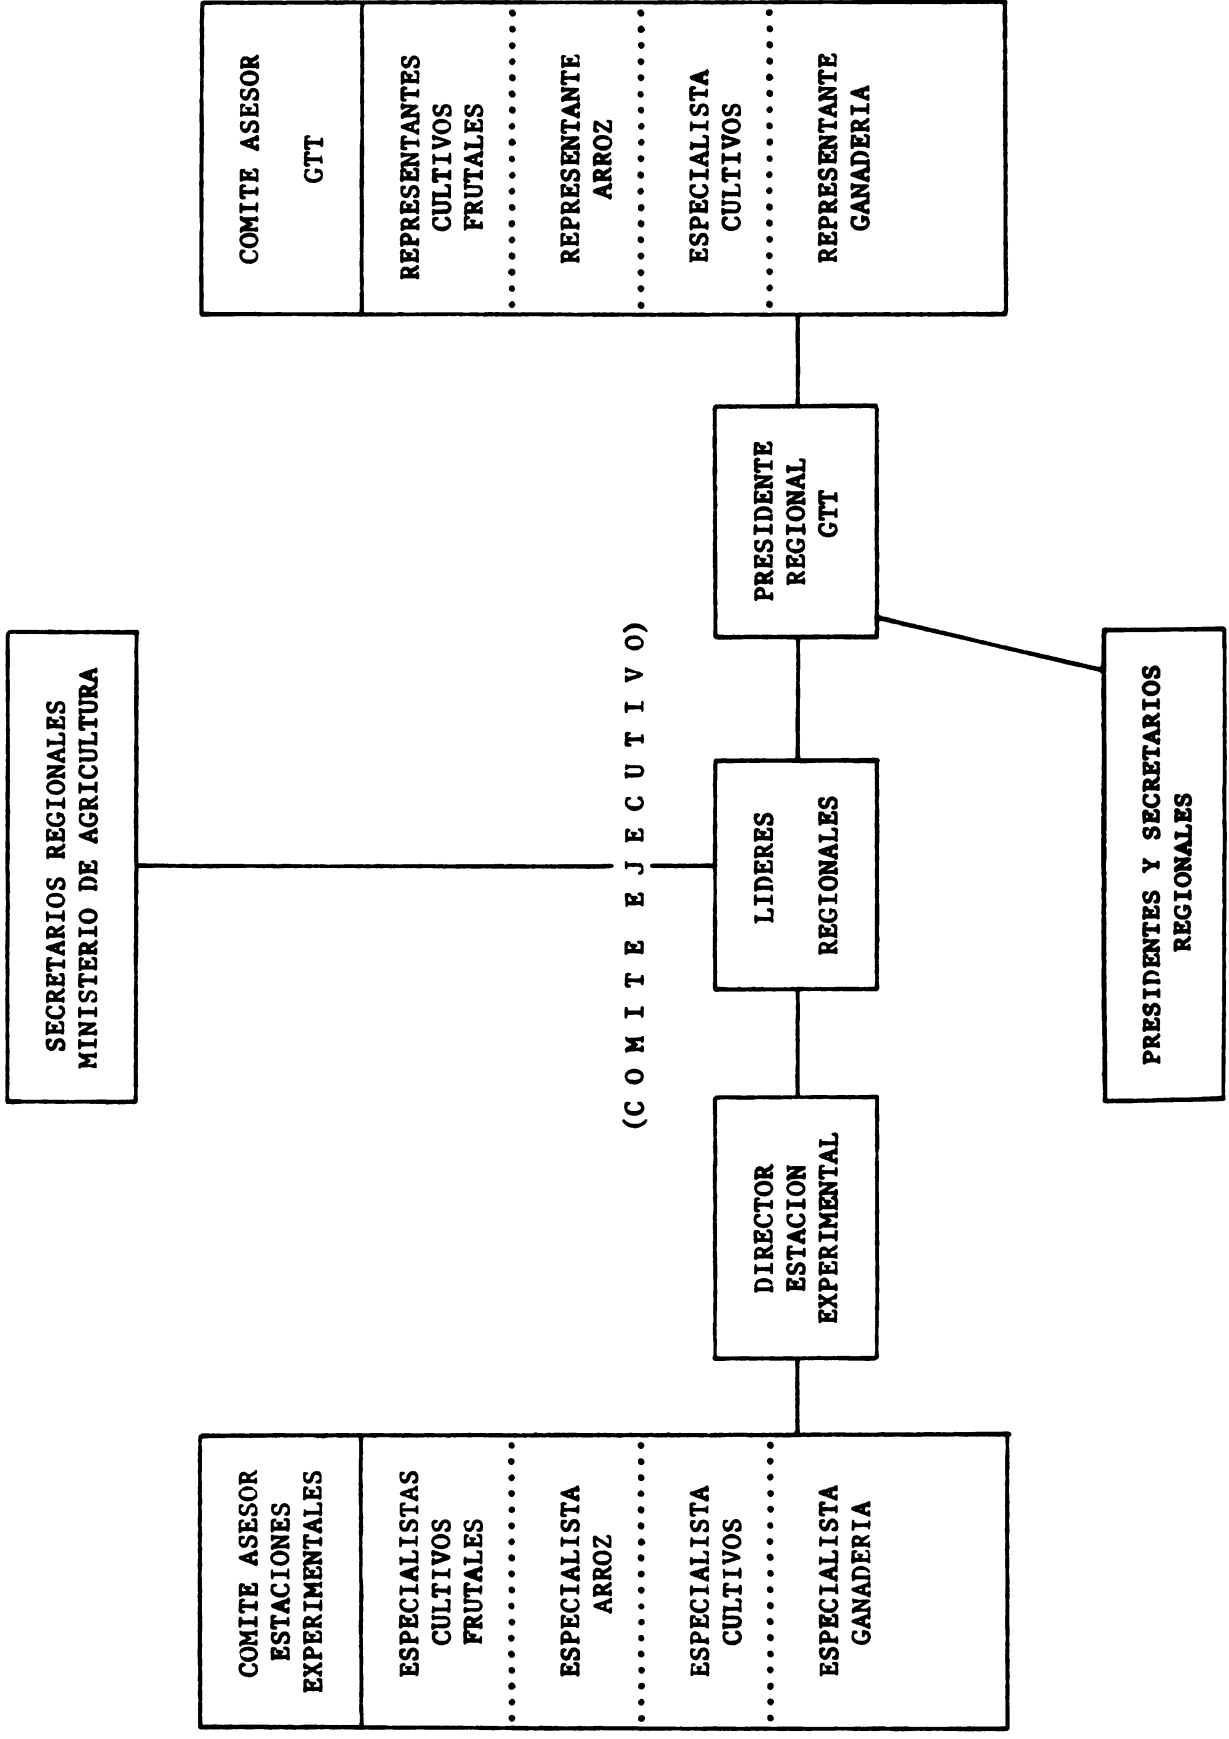 SECRETARIOS REGIONALES
MINISTERIO DE AGRICULTURA
COMITE ASESOR
ESTACIONES
EXPERIMENTALES
ESPECIALISTAS
CULTIVOS
FRUTALES
ESPECIALISTA
ARROZ
ESPECIALISTA
CULTIVOS
ESPECIALISTA
GANADERIA
(COMITE EJECUTIVO)
DIRECTOR
ESTACION
EXPERIMENTAL
LIDERES
REGIONALES
PRESIDENTE
REGIONAL
GTT
COMITE ASESOR
GTT
REPRESENTANTES
CULTIVOS
FRUTALES
REPRESENTANTE
ARROZ
ESPECIALISTA
CULTIVOS
REPRESENTANTE
GANADERIA
PRESIDENTES Y SECRETARIOS
REGIONALES